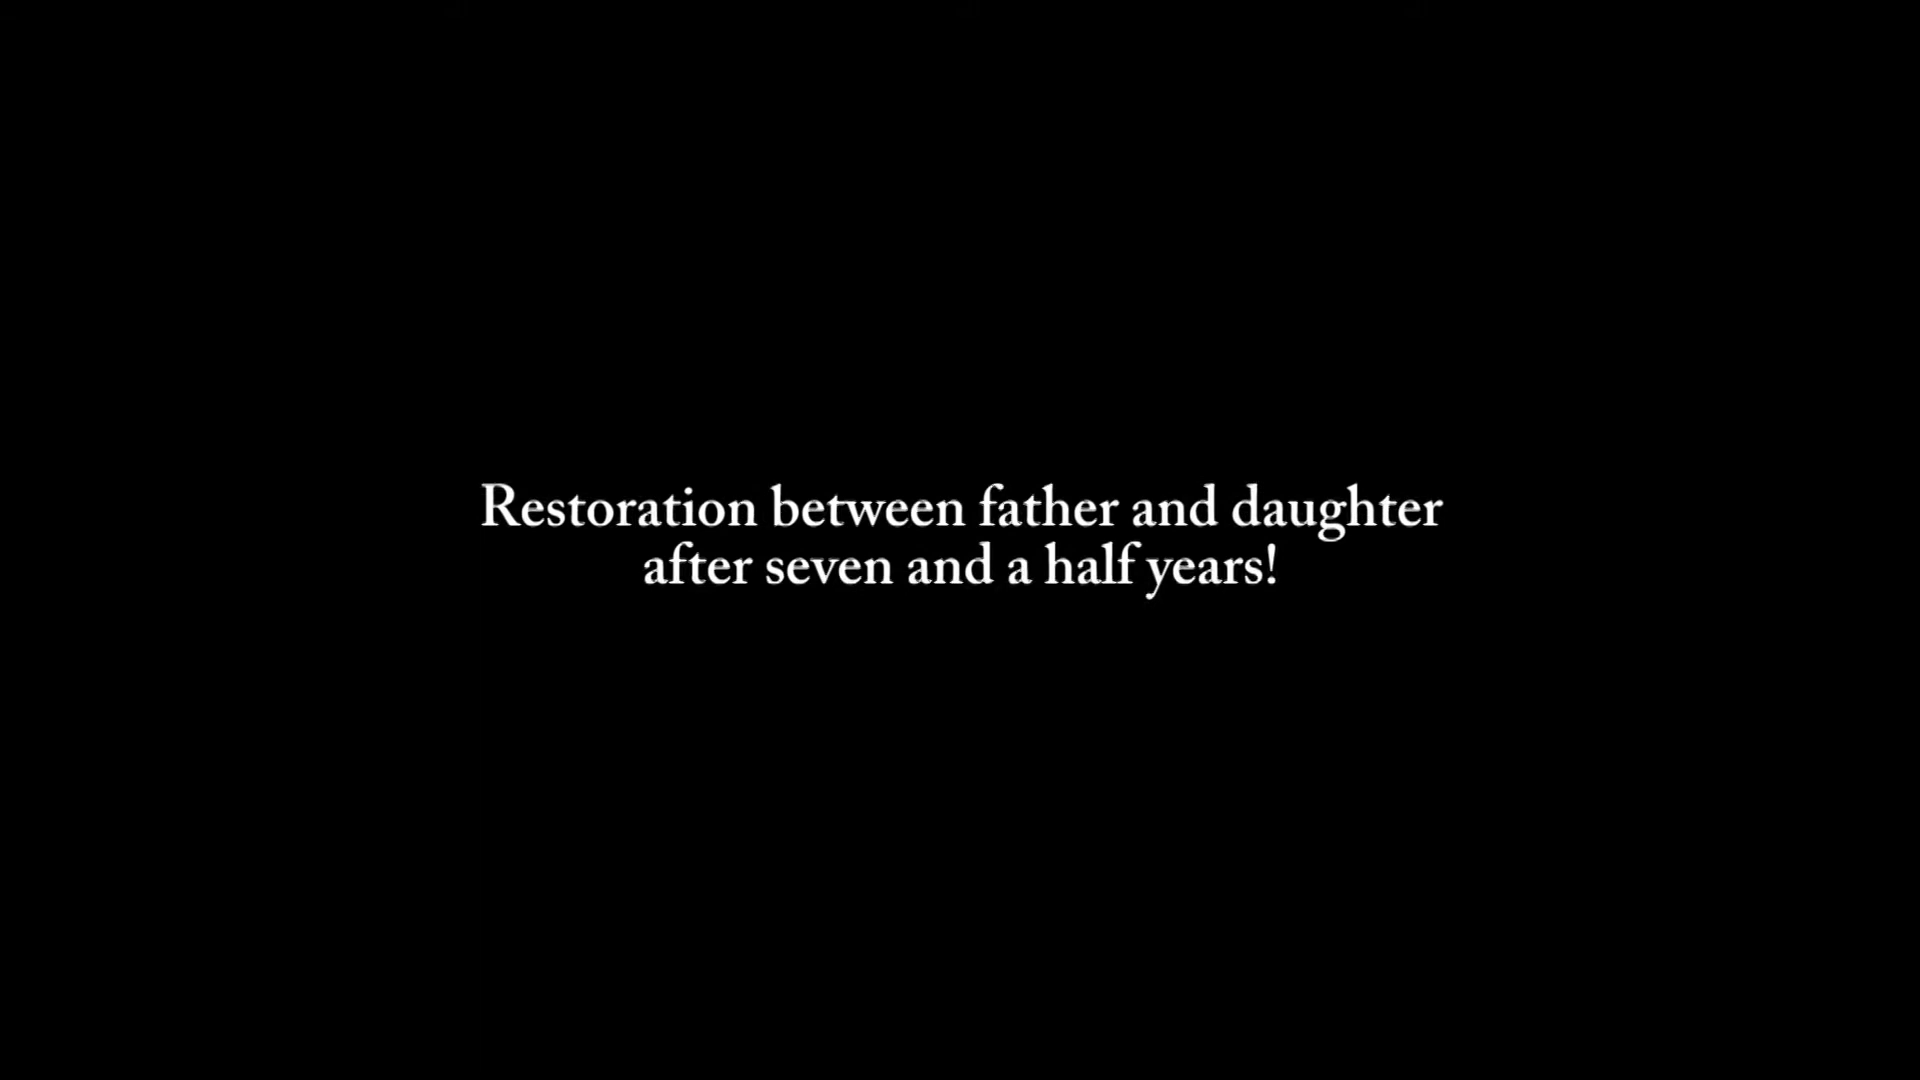 Restoration between father and daughter
after seven and a half years!